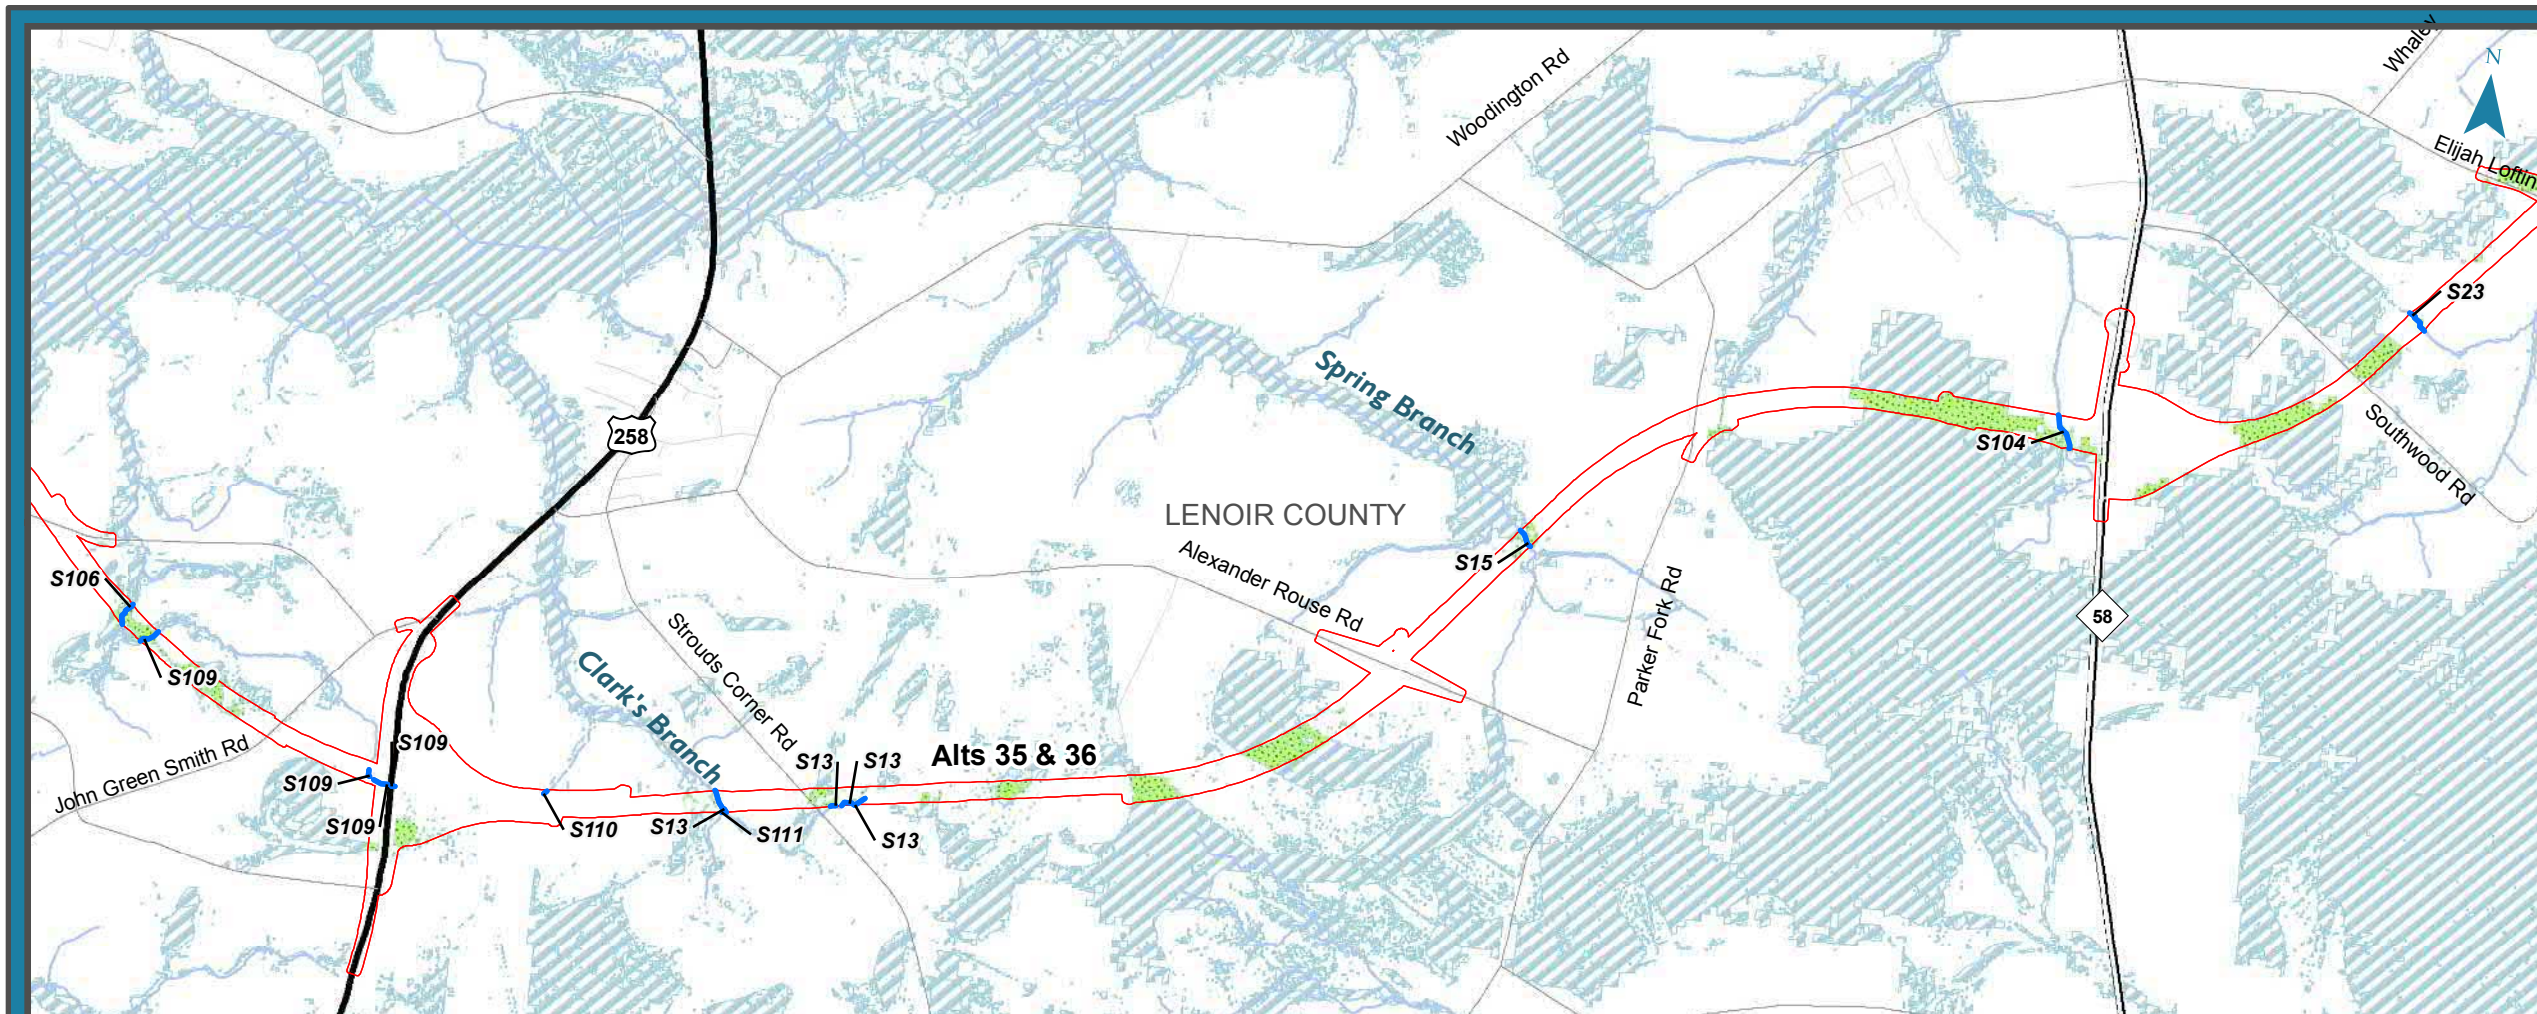 Whaley
N
Woodington Rd
Elijah Loftin
S23
Spring Branch
258
Southwood Rd
S104
LENOIR COUNTY
Alexander Rouse Rd
S15
S106
Parker Fork Rd
58
Strouds Corner Rd
Clark's Branch
S109
S109
John Green Smith Rd
S109
S13
S13
Alts 35 & 36
S109
S110
S13
S111
S13